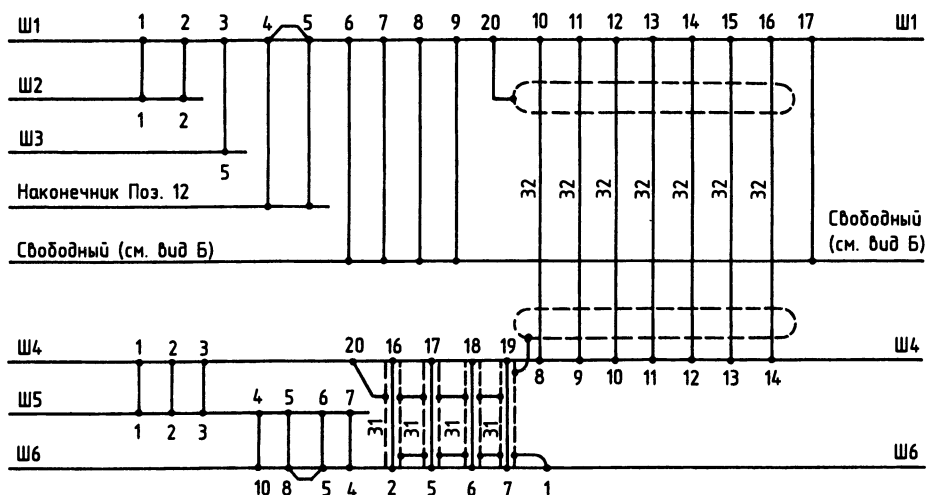 Ш1 1 2 3 4 5 6 7 8 9 20 10 11 12 13 14 15 16 17 Ш1
Ш2
1 2
Ш3
5
Наконечник Поз. 12
32 32 32 32 32 32 32
Свободный (см. вид Б)
Свободный
(см. вид Б)
Ш4 1 2 3 20 16 17 18 19 Ш4
8 9 10 11 12 13 14
Ш5 4 5 6 7
1 2 3
31 31 31 31
Ш6 Ш6
10 8 5 4 2 5 6 7 1